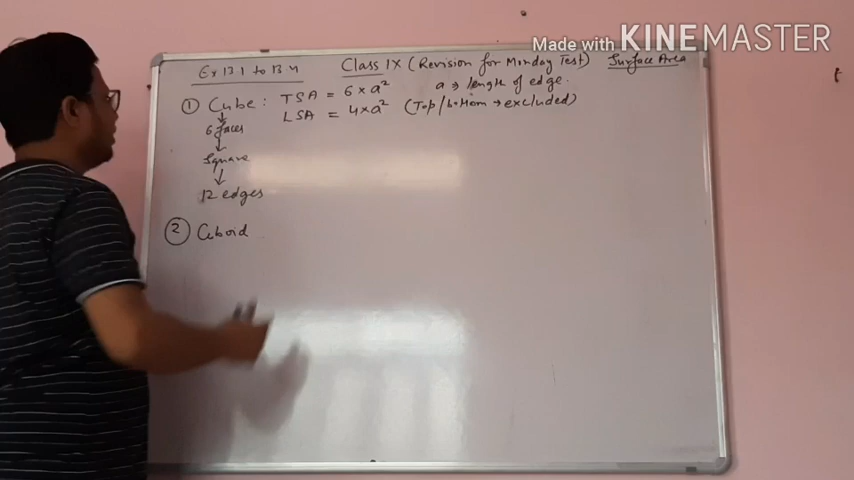 Made with KINEMASTER
Ex 13.1 to 13.4 Class IX (Revision for Monday Test) Surface Area
① Cube : TSA = 6 × a² a → length of edge.
LSA = 4 × a² (Top/bottom → excluded)
6 faces
Square
12 edges
② Cuboid